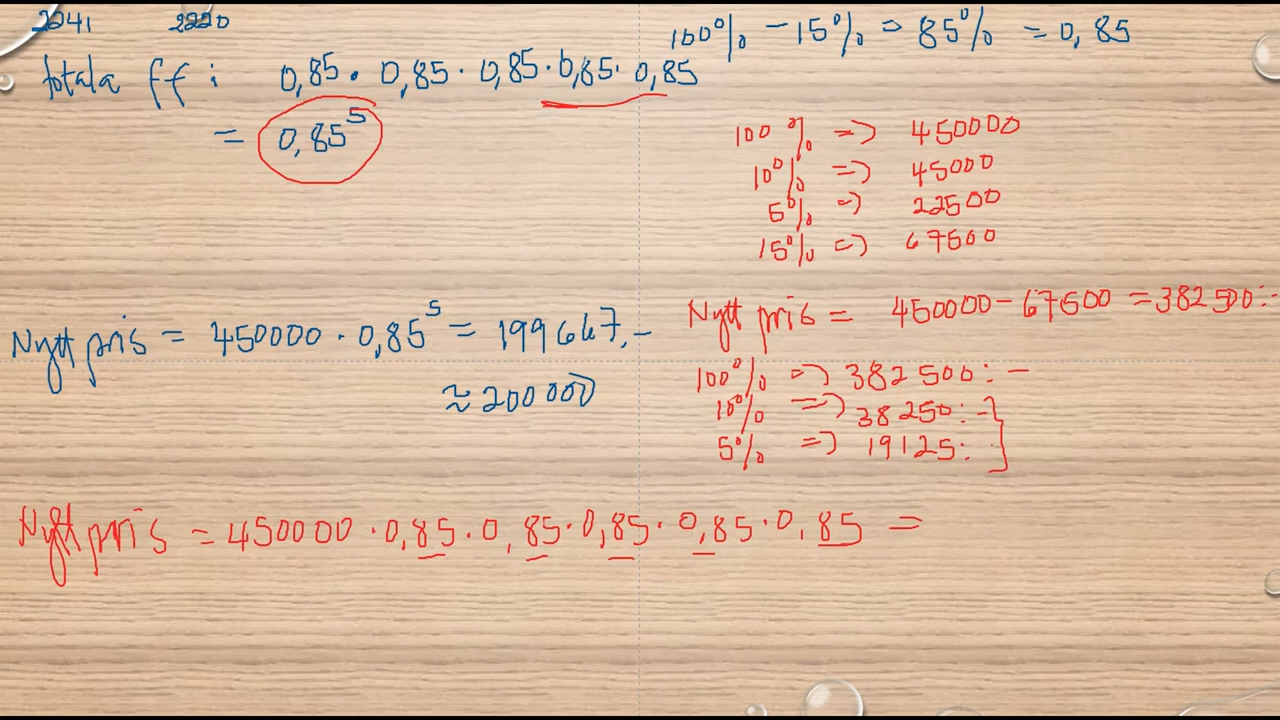 2241 2220
100% - 15% => 85% = 0,85
totala ff : 0,85 · 0,85 · 0,85 · 0,85 · 0,85
= 0,85⁵
100% => 450000
10% => 45000
5% => 22500
15% => 67500
Nytt pris = 450000 - 67500 = 382500:-
Nytt pris = 450000 · 0,85⁵ = 199667.-
≈ 200000
100% => 382500:-
10% => 38250:-
5% => 19125:
Nytt pris = 450000 · 0,85 · 0,85 · 0,85 · 0,85 · 0,85 =